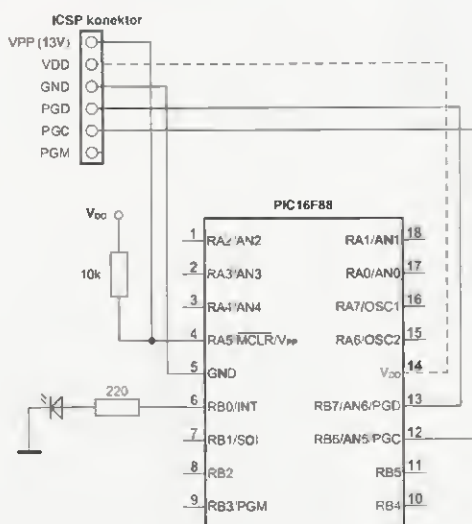 ICSP konektor
VPP (13V)
VDD
GND
PGD
PGC
PGM
PIC16F88
VDD
10k
1 RA2/AN2
RA1/AN1 18
2 RA3/AN3
RA0/AN0 17
3 RA4/AN4
RA7/OSC1 16
4 RA5/MCLR/VPP
RA6/OSC2 15
5 GND
VDD 14
220
6 RB0/INT
RB7/AN6/PGD 13
7 RB1/SDI
RB6/AN5/PGC 12
8 RB2
RB5 11
9 RB3/PGM
RB4 10